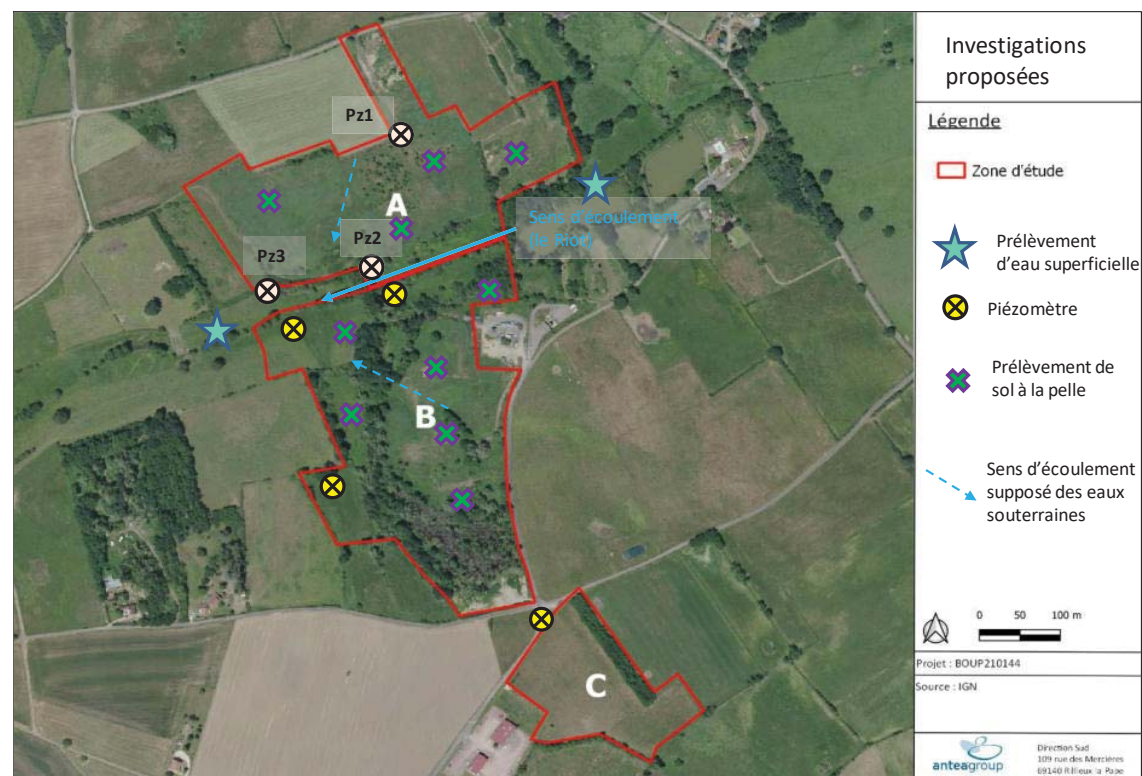 Pz1
A
Pz2
Pz3
Sens d'écoulement
(le Riot)
B
C
Investigations
proposées
Légende
Zone d'étude
Prélèvement
d'eau superficielle
Piézomètre
Prélèvement de
sol à la pelle
Sens d'écoulement
supposé des eaux
souterraines
0 50 100 m
Projet : BOUP210144
Source : IGN
anteagroup
Direction Sud
109 rue des Mercières
69140 Rillieux la Pape